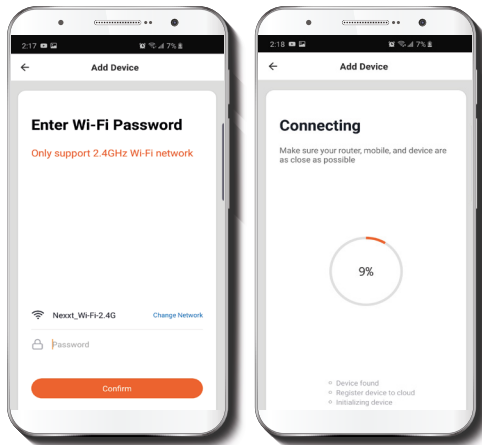 2:17
7%
Add Device
Enter Wi-Fi Password
Only support 2.4GHz Wi-Fi network
Nexxt_Wi-Fi-2.4G
Change Network
Password
Confirm
2:18
7%
Add Device
Connecting
Make sure your router, mobile, and device are
as close as possible
9%
Device found
Register device to cloud
Initializing device